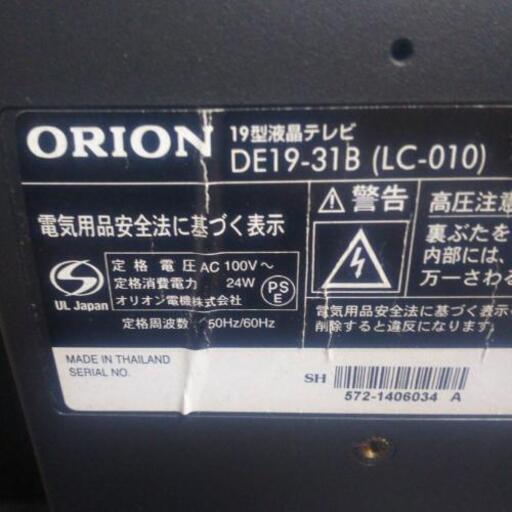 ORION
19型液晶テレビ
DE19-31B (LC-010)
電気用品安全法に基づく表示
UL Japan
定格電圧 AC 100V～
定格消費電力 24W
オリオン電機株式会社
PS
E
定格周波数 50Hz/60Hz
警告
高圧注意
裏ぶたを
内部には、
万一さわる
電気用品安全法に基づく表示
削除すると違反になります。
MADE IN THAILAND
SERIAL NO.
SH
572-1406034 A